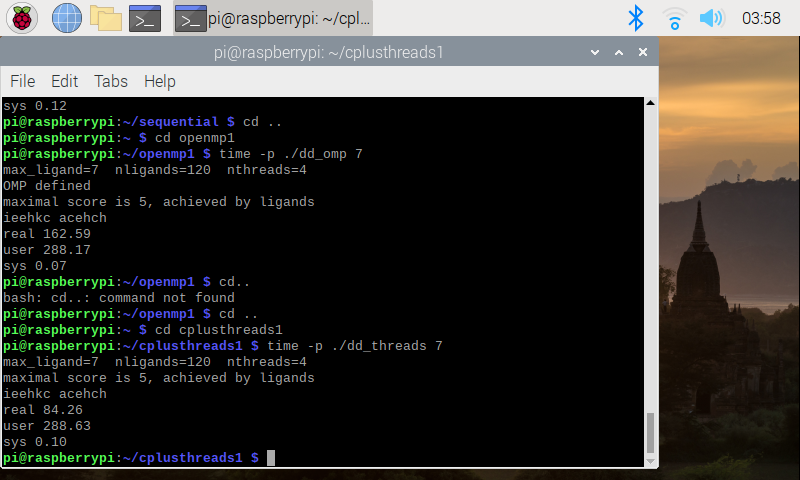 pi@raspberrypi: ~/cpl...
03:58
pi@raspberrypi: ~/cplusthreads1
File Edit Tabs Help
sys 0.12
pi@raspberrypi:~/sequential $ cd ..
pi@raspberrypi:~ $ cd openmp1
pi@raspberrypi:~/openmp1 $ time -p ./dd_omp 7
max_ligand=7  nligands=120  nthreads=4
OMP defined
maximal score is 5, achieved by ligands
ieehkc acehch
real 162.59
user 288.17
sys 0.07
pi@raspberrypi:~/openmp1 $ cd..
bash: cd..: command not found
pi@raspberrypi:~/openmp1 $ cd ..
pi@raspberrypi:~ $ cd cplusthreads1
pi@raspberrypi:~/cplusthreads1 $ time -p ./dd_threads 7
max_ligand=7  nligands=120  nthreads=4
maximal score is 5, achieved by ligands
ieehkc acehch
real 84.26
user 288.63
sys 0.10
pi@raspberrypi:~/cplusthreads1 $